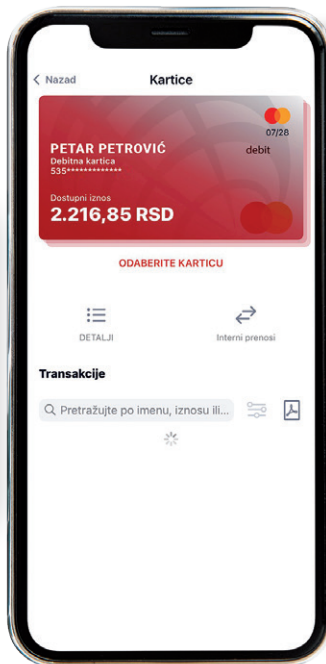 Nazad
Kartice
07/28
PETAR PETROVIĆ
debit
Debitna kartica
535*************
Dostupni iznos
2.216,85 RSD
ODABERITE KARTICU
DETALJI
Interni prenosi
Transakcije
Pretražujte po imenu, iznosu ili...